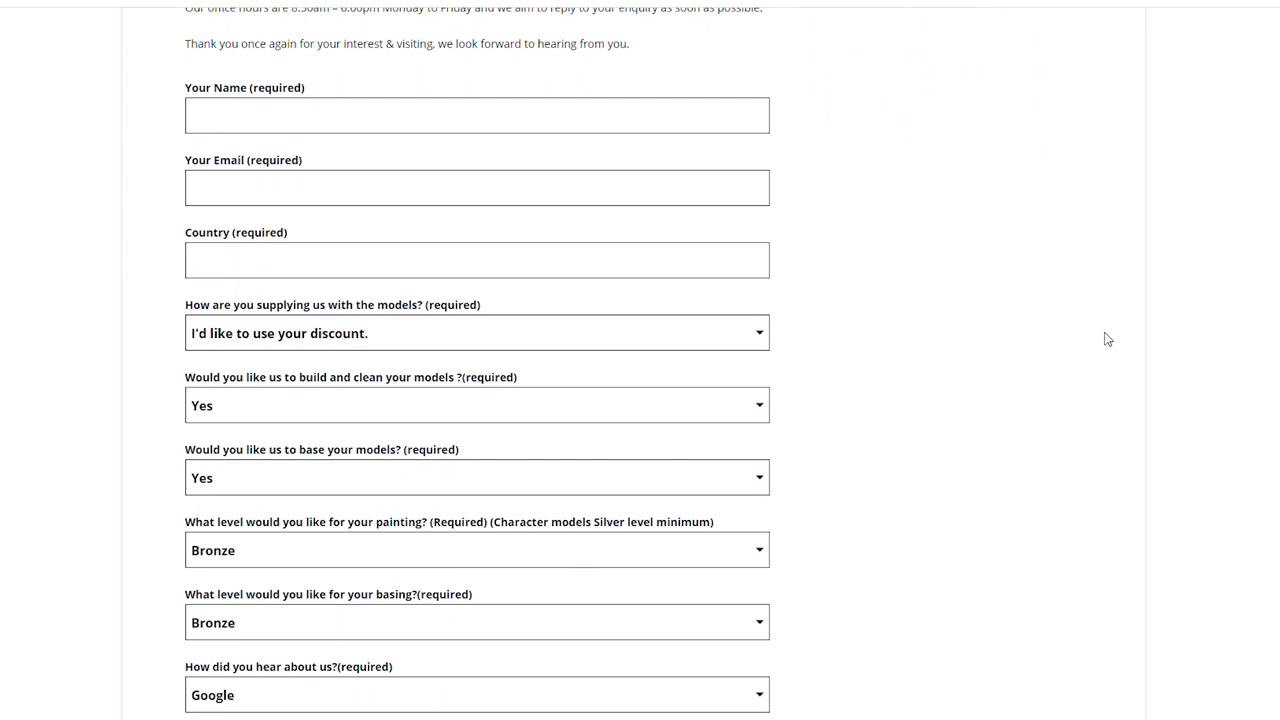 Our office hours are 8.30am – 6.00pm Monday to Friday and we aim to reply to your enquiry as soon as possible.
Thank you once again for your interest & visiting, we look forward to hearing from you.
Your Name (required)
Your Email (required)
Country (required)
How are you supplying us with the models? (required)
I'd like to use your discount.
Would you like us to build and clean your models ?(required)
Yes
Would you like us to base your models? (required)
Yes
What level would you like for your painting? (Required) (Character models Silver level minimum)
Bronze
What level would you like for your basing?(required)
Bronze
How did you hear about us?(required)
Google